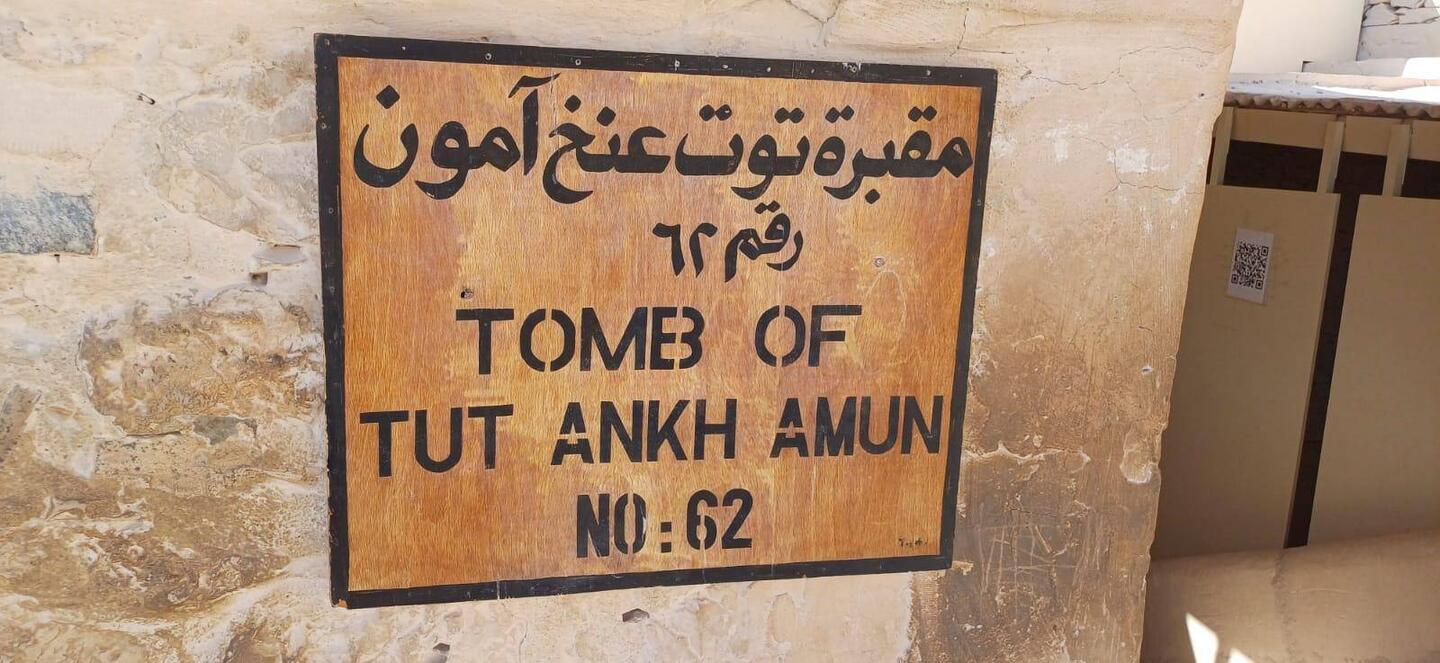 مقبرة توت عنخ آمون
رقم ٦٢
TOMB OF
TUT ANKH AMUN
NO: 62